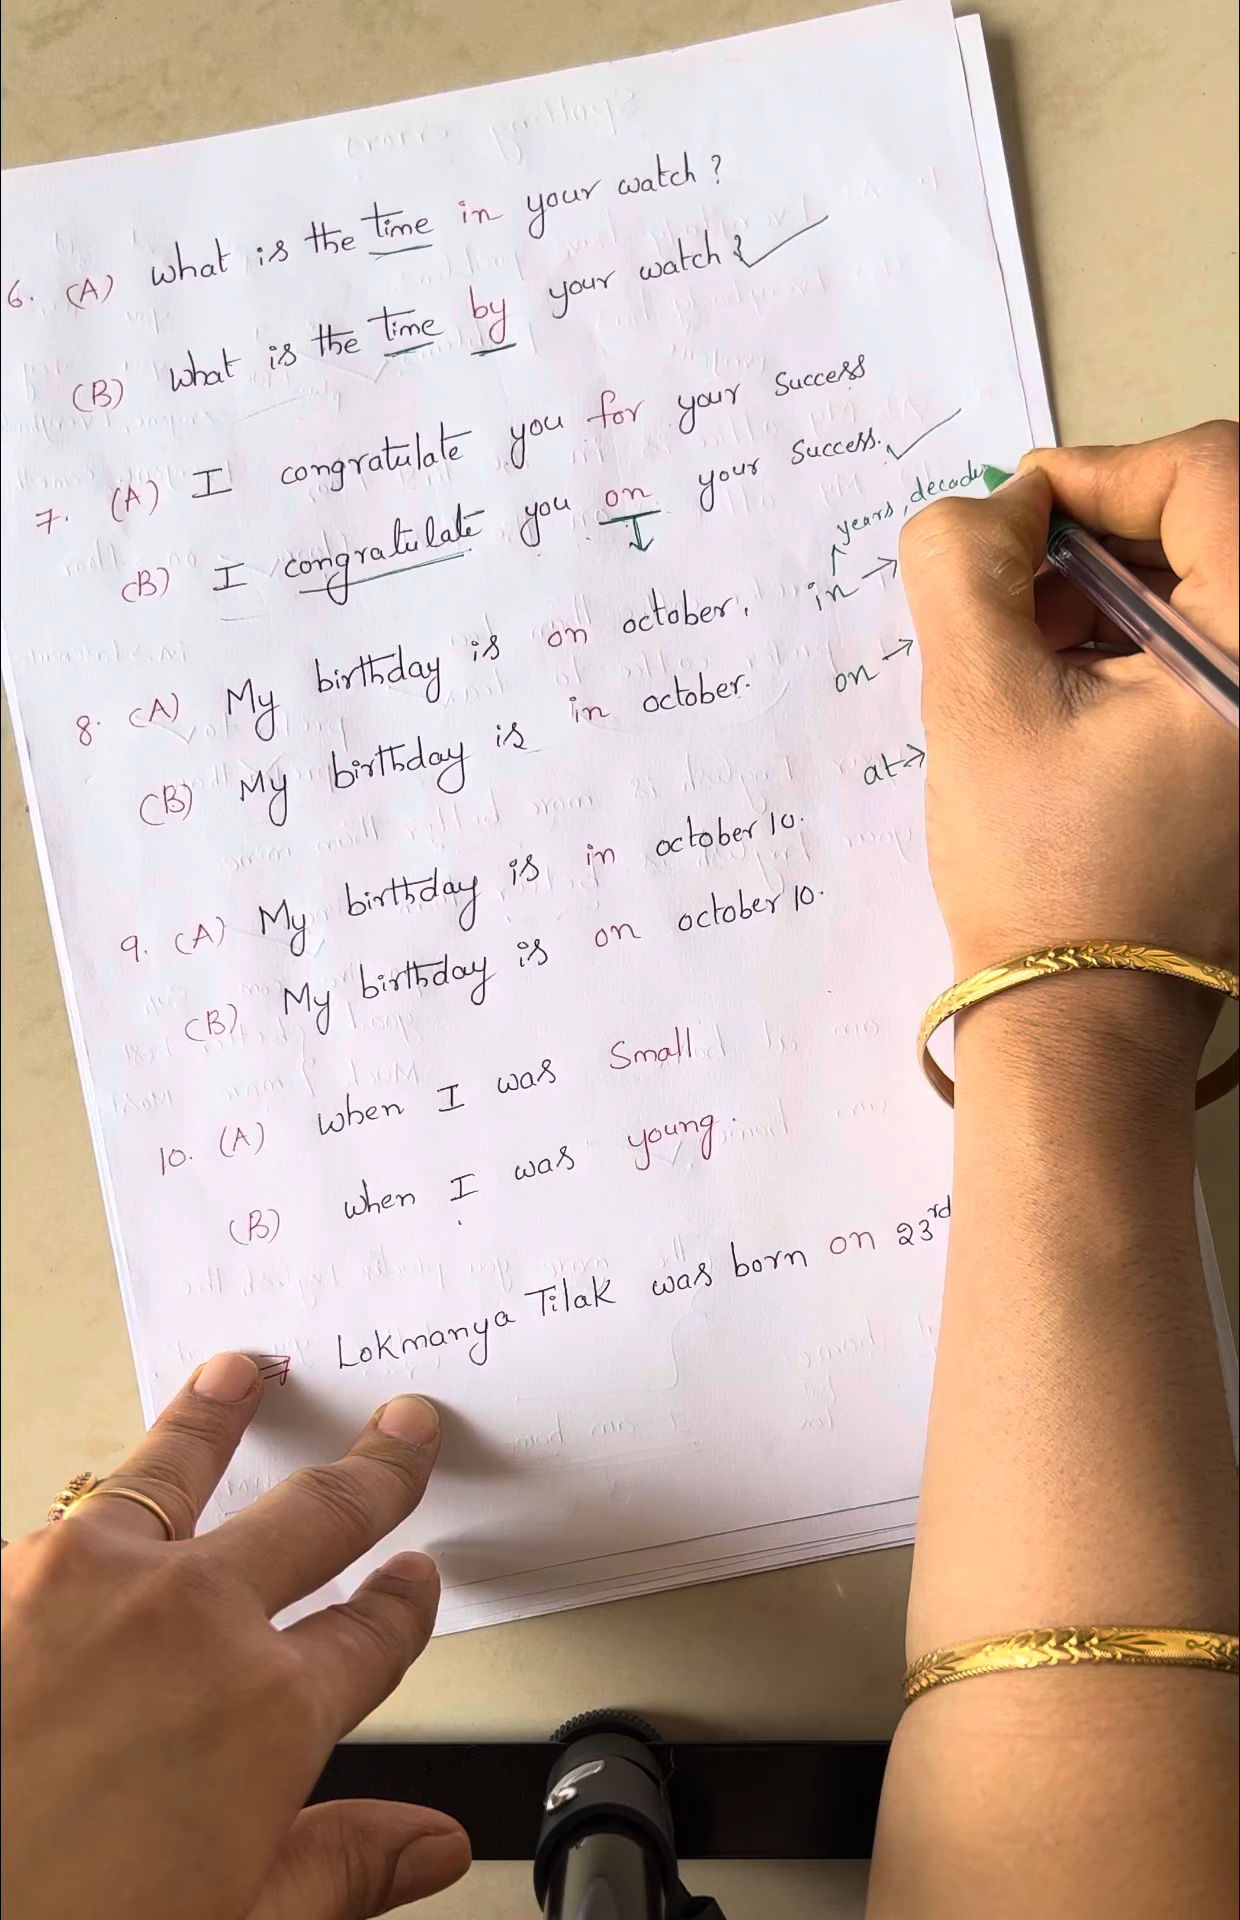 6. (A) what is the time in your watch ?
(B) what is the time by your watch ?
7. (A) I congratulate you for your Success
(B) I congratulate you on your Success.
years, decade
8. (A) My birthday is on october. in →
(B) My birthday is in october. on →
at →
9. (A) My birthday is in october 10.
(B) My birthday is on october 10.
10. (A) when I was Small
(B) when I was young.
⇒ Lokmanya Tilak was born on 23rd